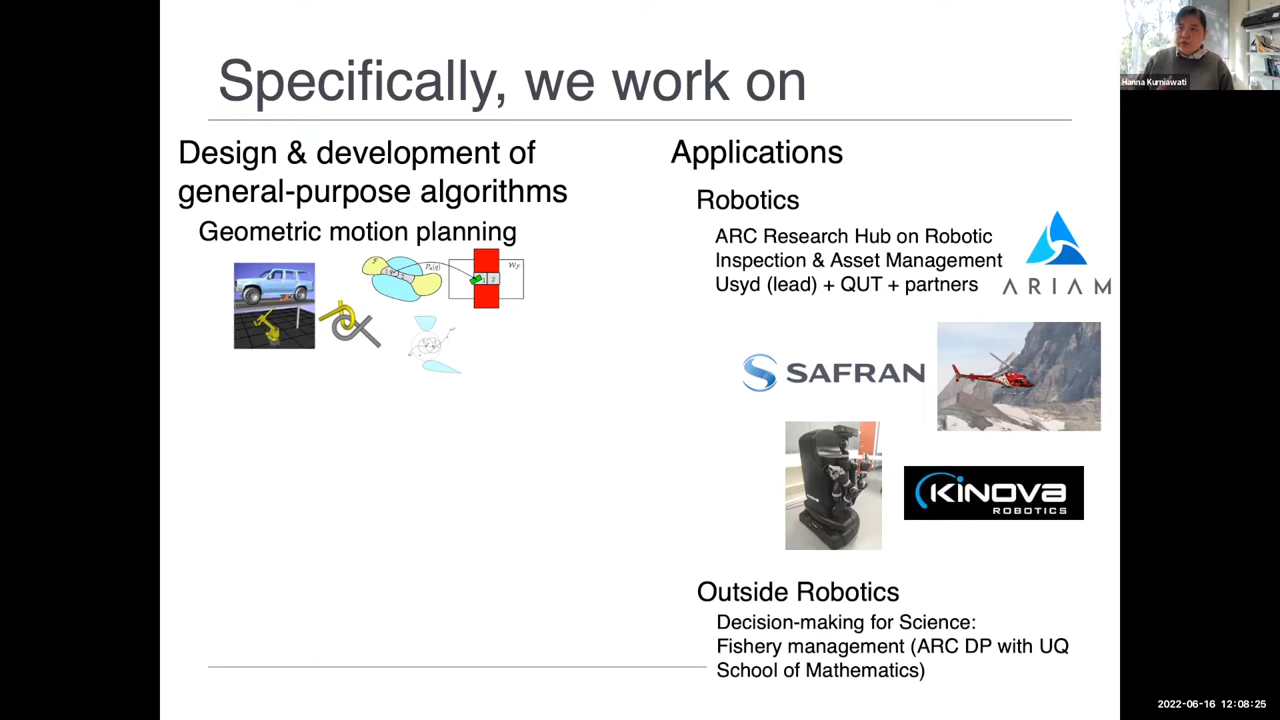 Specifically, we work on
Design & development of
general-purpose algorithms
Geometric motion planning
Applications
Robotics
ARC Research Hub on Robotic
Inspection & Asset Management
Usyd (lead) + QUT + partners
ARIAM
SAFRAN
KINOVA
ROBOTICS
Outside Robotics
Decision-making for Science:
Fishery management (ARC DP with UQ
School of Mathematics)
Hanna Kurniawati
2022-06-16 12:08:25